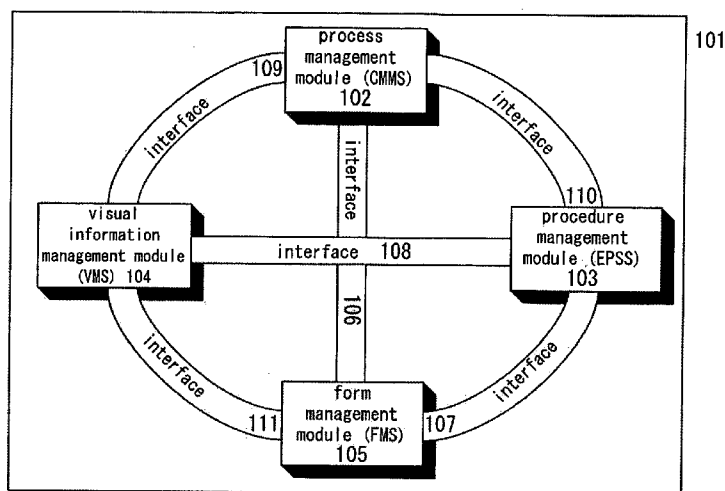 101
process
management
module (CMMS)
102
109
interface
interface
interface
110
visual
information
management module
(VMS) 104
procedure
management
module (EPSS)
103
interface 108
106
interface
interface
form
management
module (FMS)
105
111
107